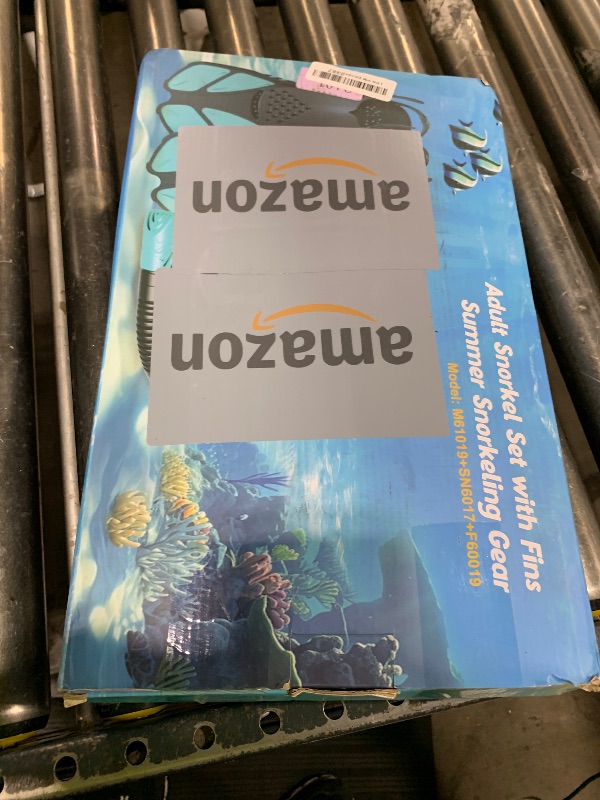 amazon
amazon
Adult Snorkel Set with Fins
Summer Snorkeling Gear
Model: M61019+SN6017+F60019